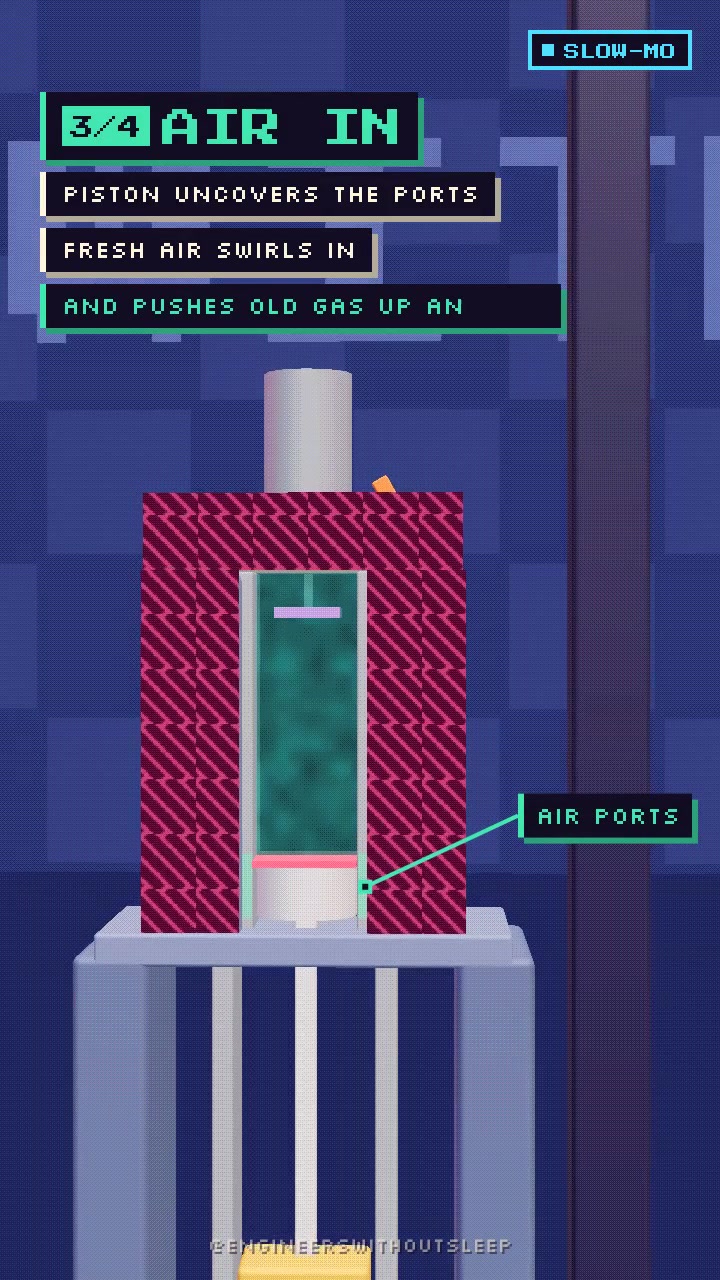 SLOW-MO
3/4 AIR IN
PISTON UNCOVERS THE PORTS
FRESH AIR SWIRLS IN
AND PUSHES OLD GAS UP AN
AIR PORTS
@ENGINEERSWITHOUTSLEEP